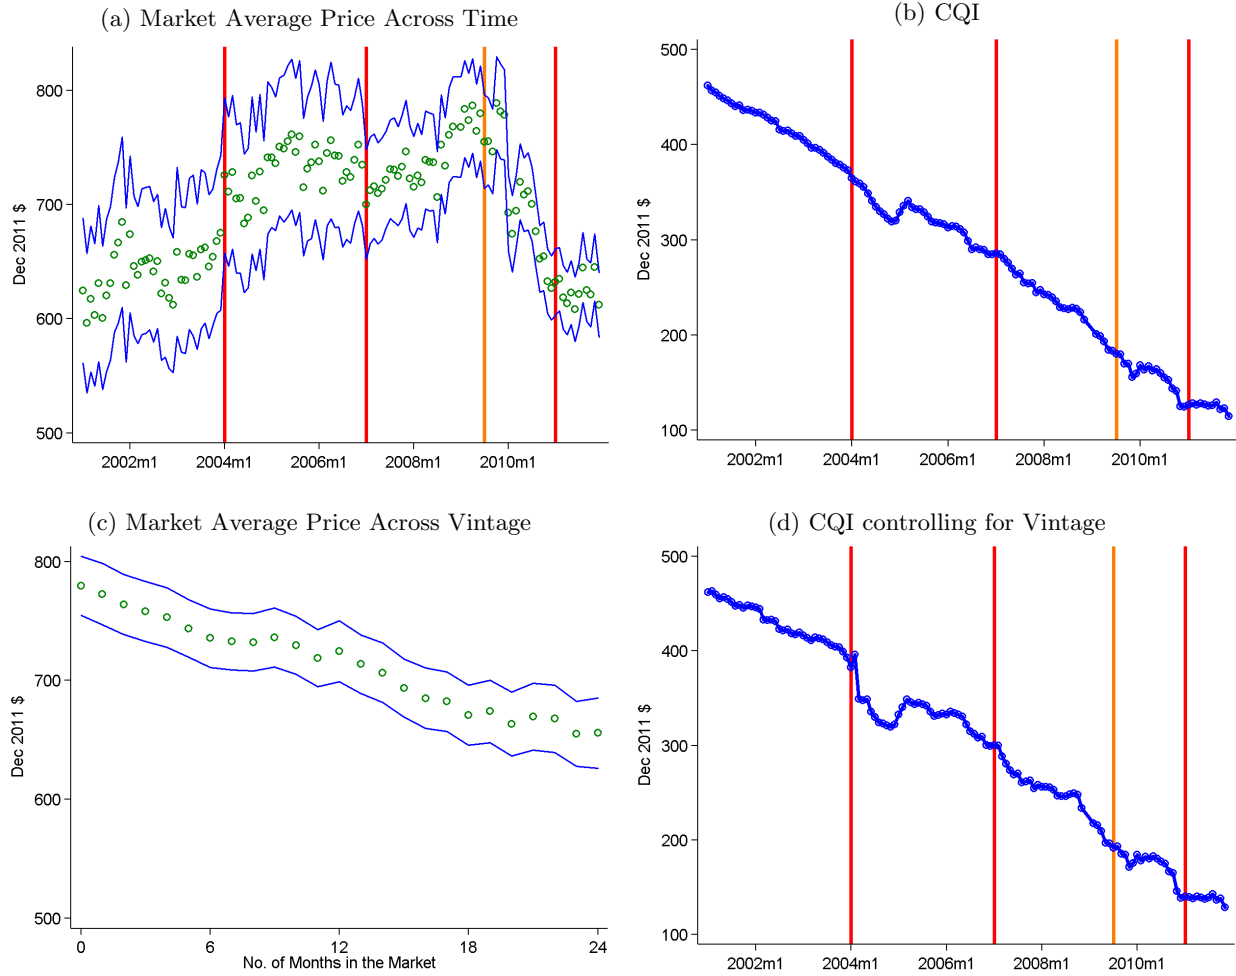 (a) Market Average Price Across Time
800
700
600
500
Dec 2011 $
2002m1 2004m1 2006m1 2008m1 2010m1
(b) CQI
500
400
300
200
100
Dec 2011 $
2002m1 2004m1 2006m1 2008m1 2010m1
(c) Market Average Price Across Vintage
800
700
600
500
Dec 2011 $
0 6 12 18 24
No. of Months in the Market
(d) CQI controlling for Vintage
500
400
300
200
100
Dec 2011 $
2002m1 2004m1 2006m1 2008m1 2010m1